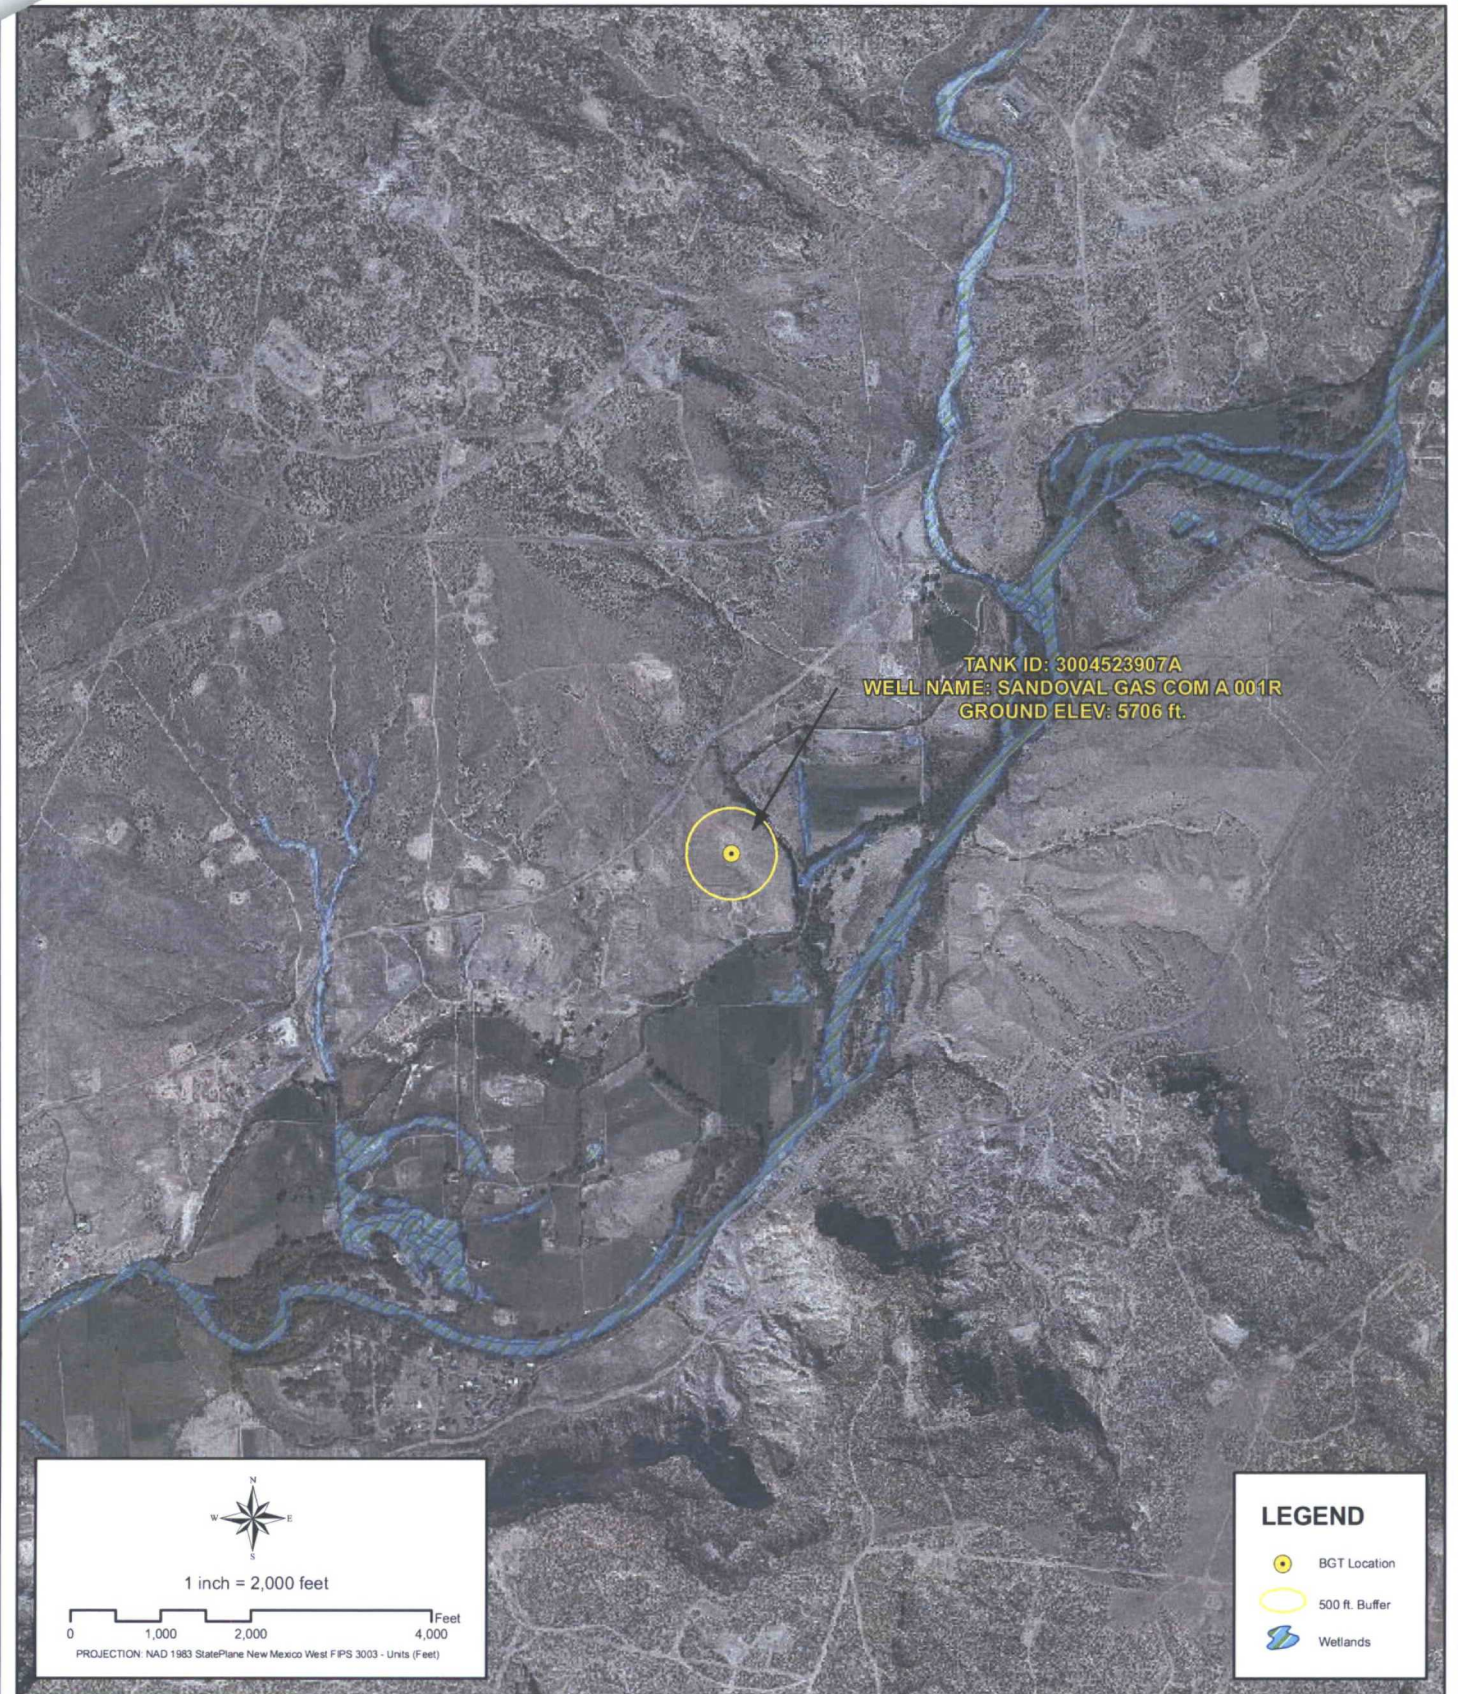 TANK ID: 3004523907A
WELL NAME: SANDOVAL GAS COM A 001R
GROUND ELEV: 5706 ft.
N
W E
S
1 inch = 2,000 feet
Feet
0 1,000 2,000 4,000
PROJECTION: NAD 1983 StatePlane New Mexico West FIPS 3003 - Units (Feet)
LEGEND
BGT Location
500 ft. Buffer
Wetlands